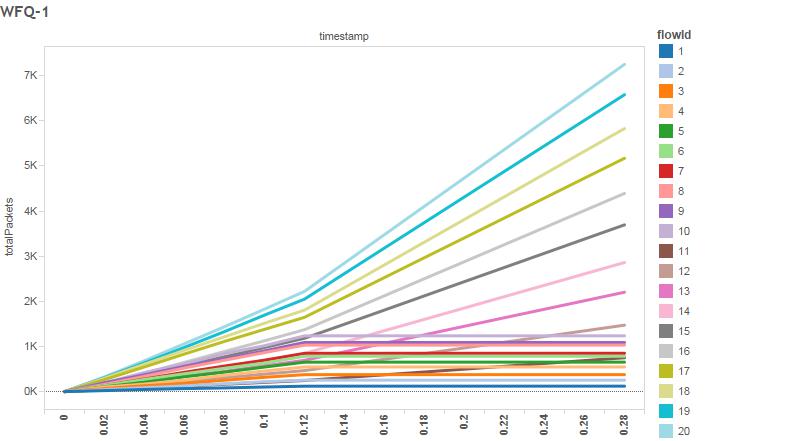 WFQ-1
timestamp
flowId
1
2
3
4
5
6
7
8
9
10
11
12
13
14
15
16
17
18
19
20
totalPackets
7K
6K
5K
4K
3K
2K
1K
0K
0
0.02
0.04
0.06
0.08
0.1
0.12
0.14
0.16
0.18
0.2
0.22
0.24
0.26
0.28